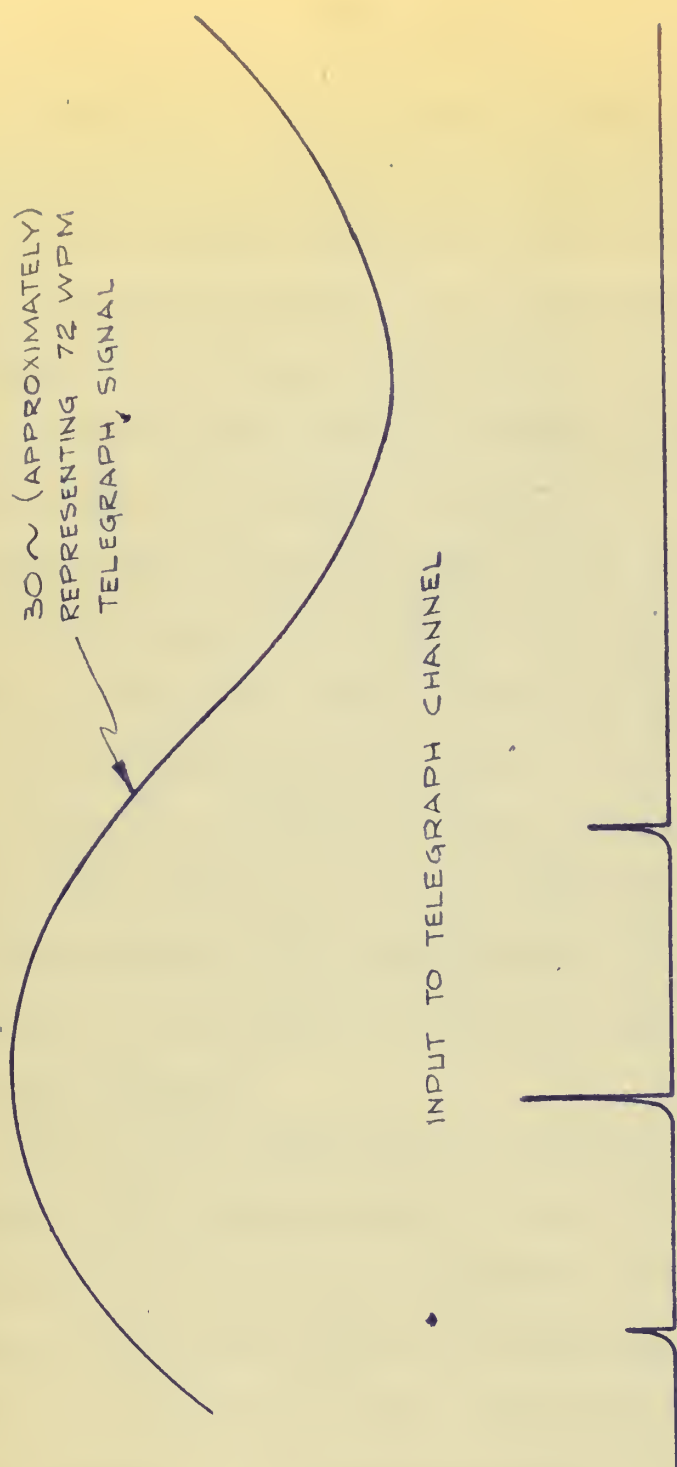 30 ~ (APPROXIMATELY)
REPRESENTING 72 WPM
TELEGRAPH SIGNAL
INPUT TO TELEGRAPH CHANNEL